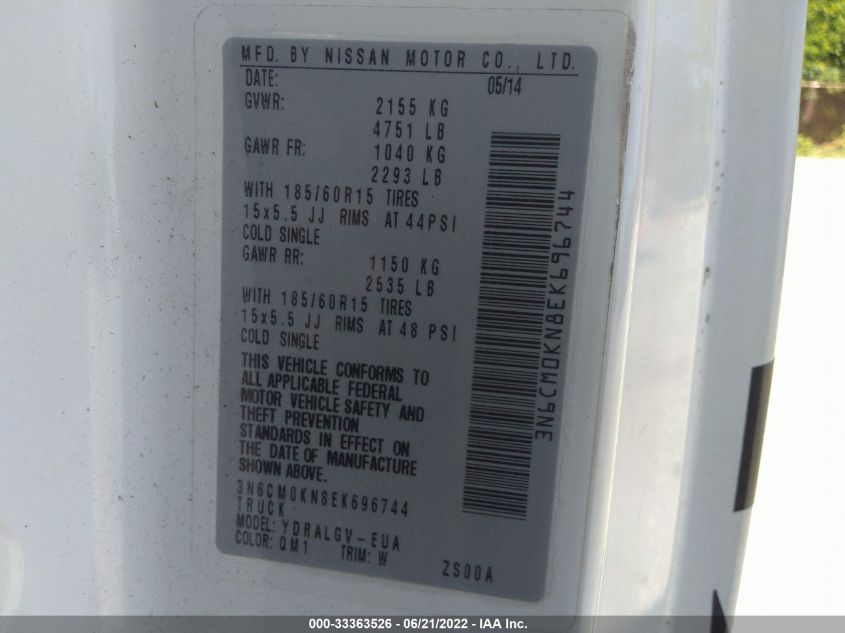 MFD. BY NISSAN MOTOR CO., LTD.
DATE: 05/14
GVWR: 2155 KG
4751 LB
GAWR FR: 1040 KG
2293 LB
WITH 185/60R15 TIRES
15x5.5 JJ RIMS AT 44PSI
COLD SINGLE
GAWR RR: 1150 KG
2535 LB
WITH 185/60R15 TIRES
15x5.5 JJ RIMS AT 48 PSI
COLD SINGLE
THIS VEHICLE CONFORMS TO
ALL APPLICABLE FEDERAL
MOTOR VEHICLE SAFETY AND
THEFT PREVENTION
STANDARDS IN EFFECT ON
THE DATE OF MANUFACTURE
SHOWN ABOVE.
3N6CM0KN8EK696744
TRUCK
MODEL: YDRALGV-EUA
COLOR: QM1 TRIM: W ZS00A
3N6CM0KN8EK696744
000-33363526 - 06/21/2022 - IAA Inc.